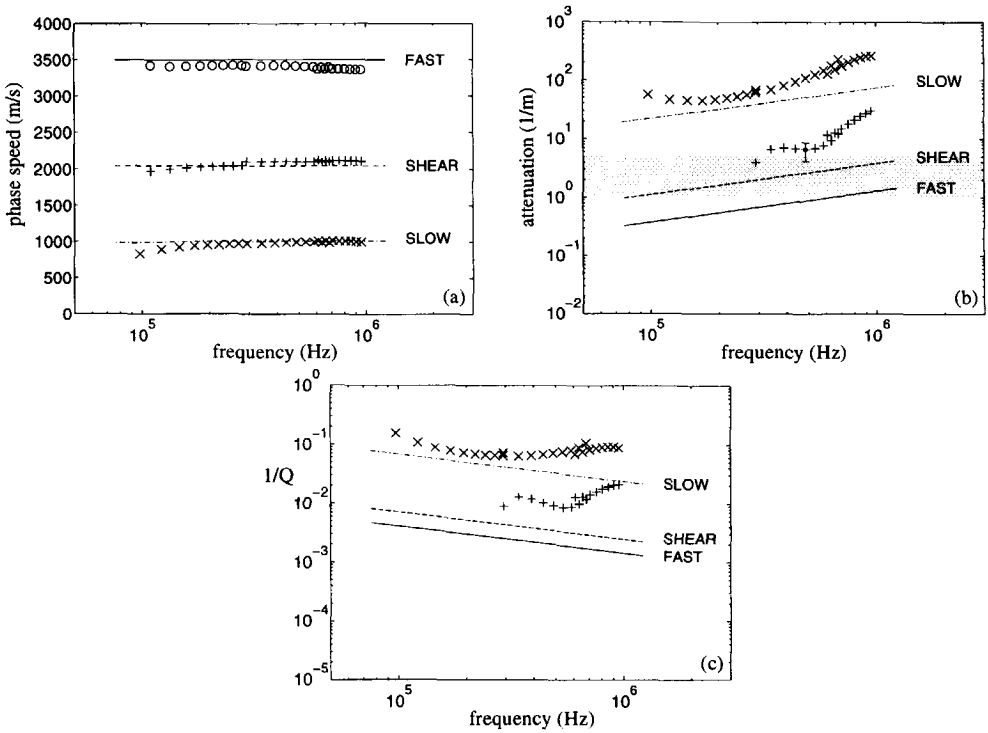 4000
3500
3000
2500
2000
1500
1000
500
0
phase speed (m/s)
FAST
SHEAR
SLOW
(a)
10^5
10^6
frequency (Hz)
10^3
10^2
10^1
10^0
10^-1
10^-2
attenuation (1/m)
SLOW
SHEAR
FAST
(b)
10^5
10^6
frequency (Hz)
10^0
10^-1
10^-2
10^-3
10^-4
10^-5
1/Q
SLOW
SHEAR
FAST
(c)
10^5
10^6
frequency (Hz)